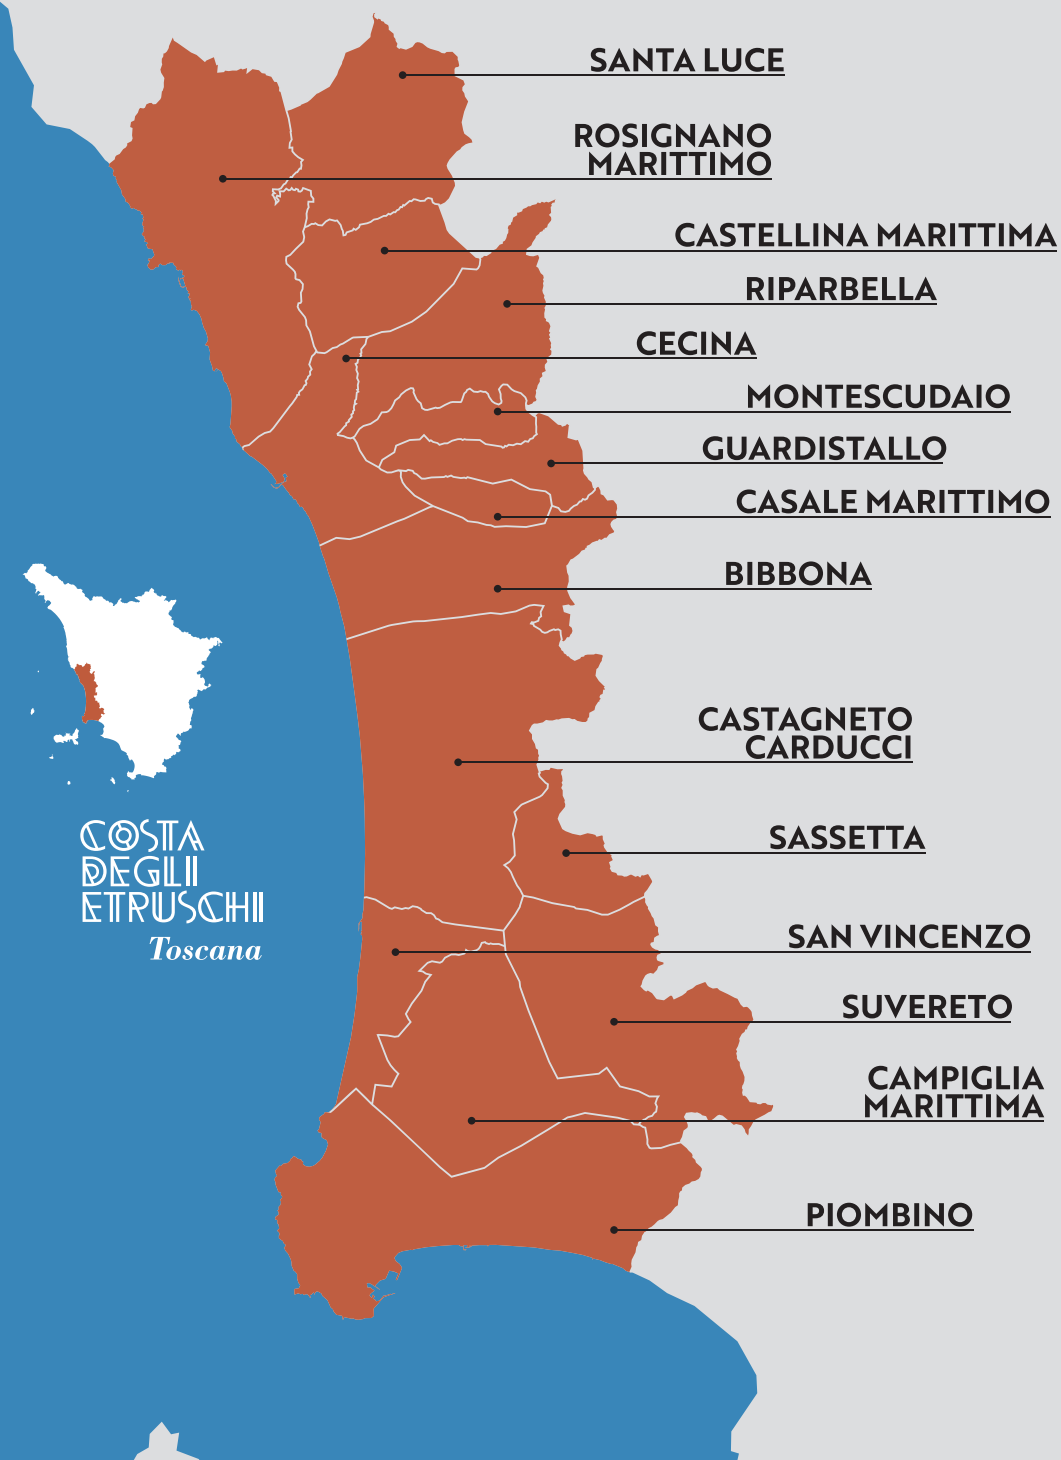 SANTA LUCE
ROSIGNANO
MARITTIMO
CASTELLINA MARITTIMA
RIPARBELLA
CECINA
MONTESCUDAIO
GUARDISTALLO
CASALE MARITTIMO
BIBBONA
CASTAGNETO
CARDUCCI
SASSETTA
SAN VINCENZO
SUVERETO
CAMPIGLIA
MARITTIMA
PIOMBINO
COSTA
DEGLI
ETRUSCHI
Toscana